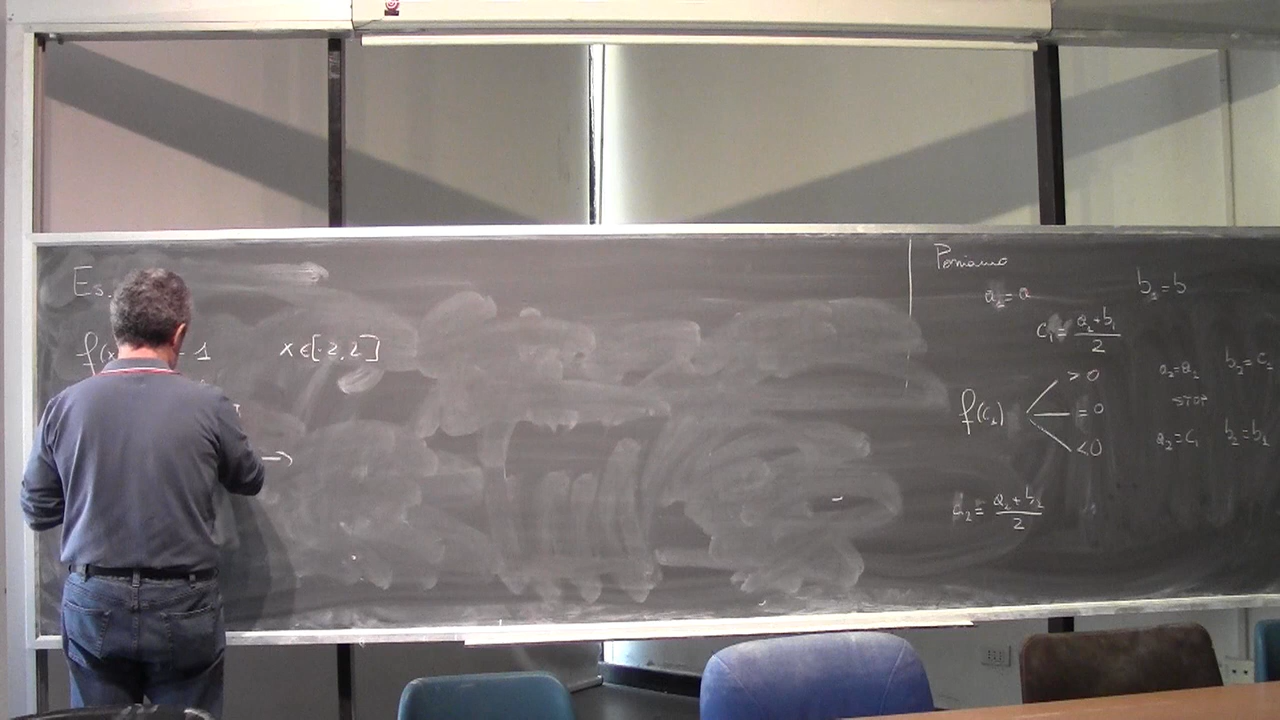 Es.
f(x - 1 x ∈ [-2, 2]
Poniamo
a₁ = a b₁ = b
c₁ = (a₁ + b₁)/2
> 0 a₂ = a₁ b₂ = c₁
f(c₁) = 0 STOP
< 0 a₂ = c₁ b₂ = b₁
c₂ = (a₂ + b₂)/2